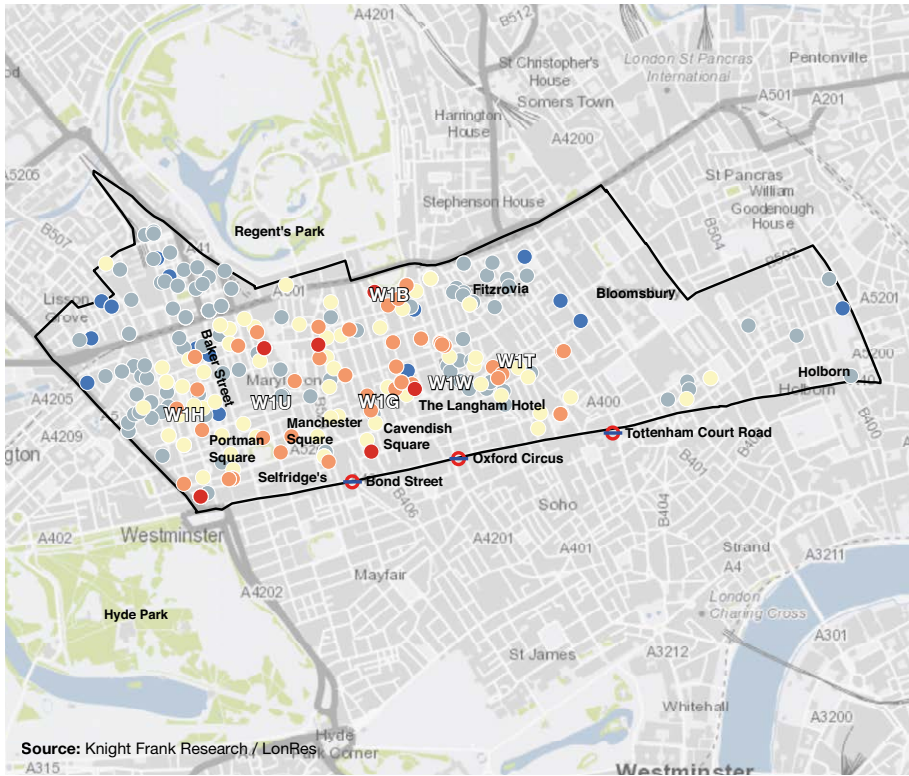 A4201
B512
St Christopher's
House
London St Pancras
International
Pentonville
Somers Town
A501
A201
Harrington
House
A4200
A5205
St Pancras
William
Goodenough
House
Stephenson House
B504
B507
Regent's Park
A41
B502
Lisson
Grove
A501
W1B
Fitzrovia
Bloomsbury
A5201
Baker Street
A5200
W1T
Holborn
Holborn
W1W
W1U
A4205
W1G
The Langham Hotel
A400
W1H
Manchester
Square
Cavendish
Square
A4209
Portman
Square
B400
Tottenham Court Road
Oxford Circus
B401
Selfridge's
Bond Street
B406
B404
Soho
Westminster
A402
A4201
A401
Strand
A4
A3211
Mayfair
A4202
London
Charing Cross
Hyde Park
A301
St James
A3212
Whitehall
A3200
Hyde
Park Corner
Source: Knight Frank Research / LonRes
A315
Westminster